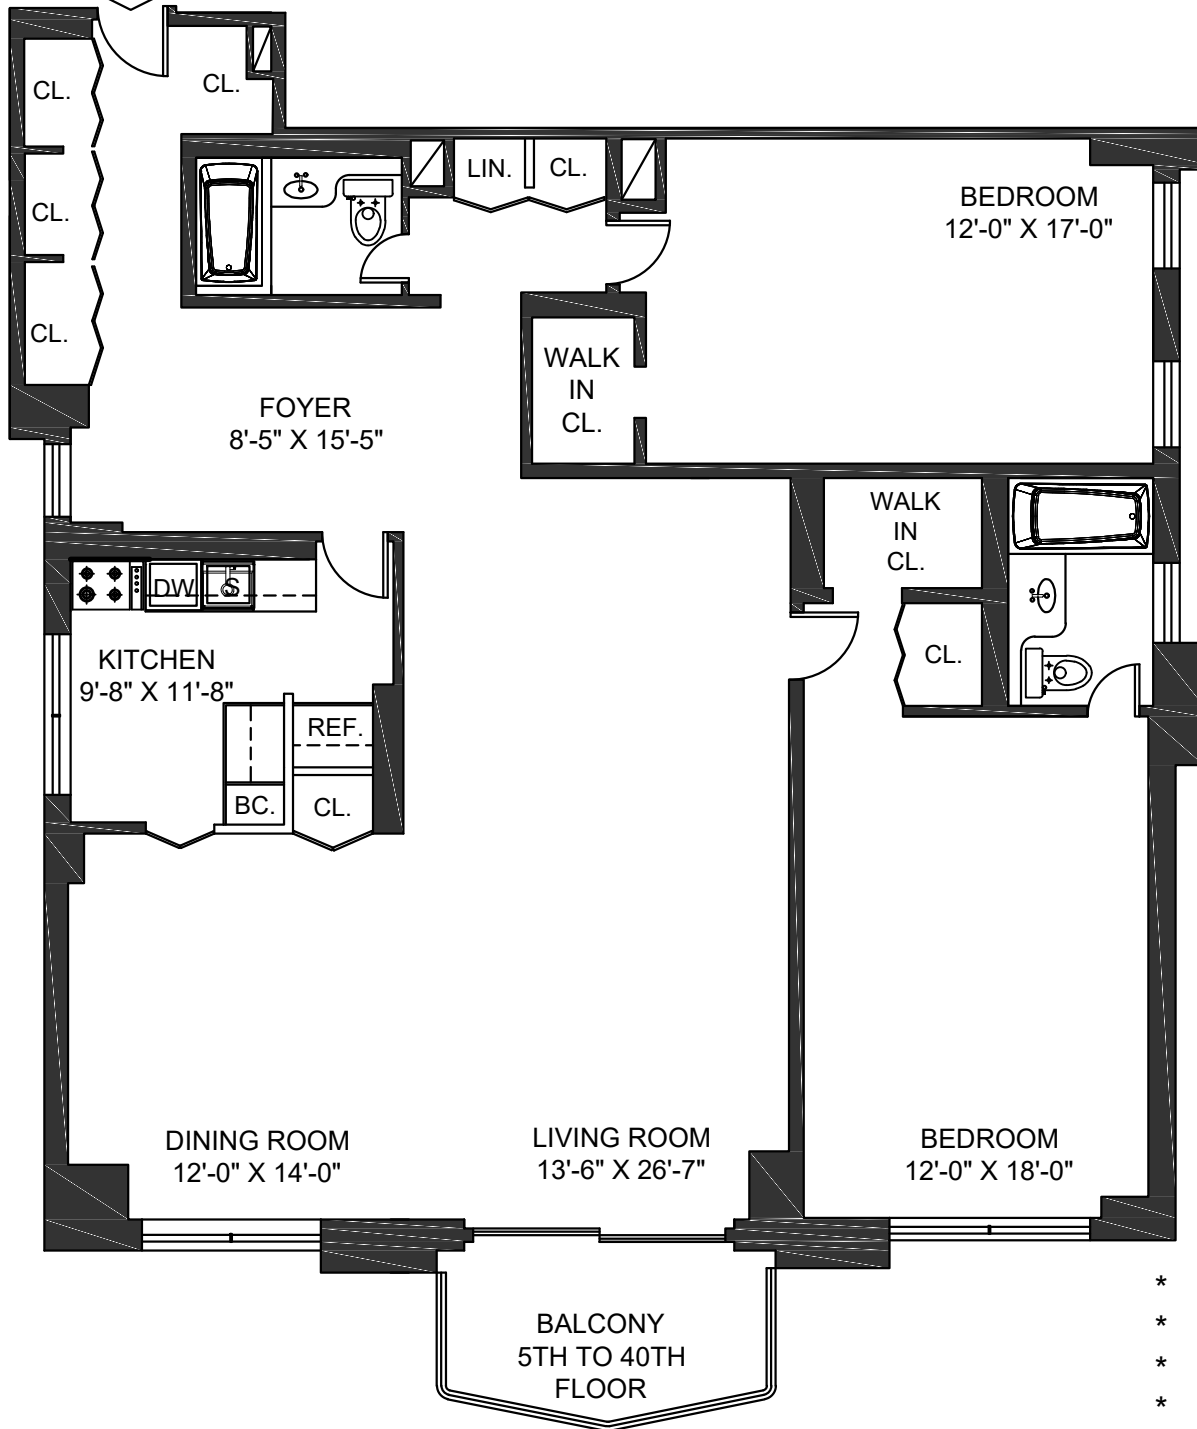 CL.
CL.
CL.
CL.
LIN.
CL.
BEDROOM
12'-0" X 17'-0"
WALK
IN
CL.
FOYER
8'-5" X 15'-5"
WALK
IN
CL.
DW
S
CL.
KITCHEN
9'-8" X 11'-8"
REF.
BC.
CL.
DINING ROOM
12'-0" X 14'-0"
LIVING ROOM
13'-6" X 26'-7"
BEDROOM
12'-0" X 18'-0"
BALCONY
5TH TO 40TH
FLOOR
*
*
*
*